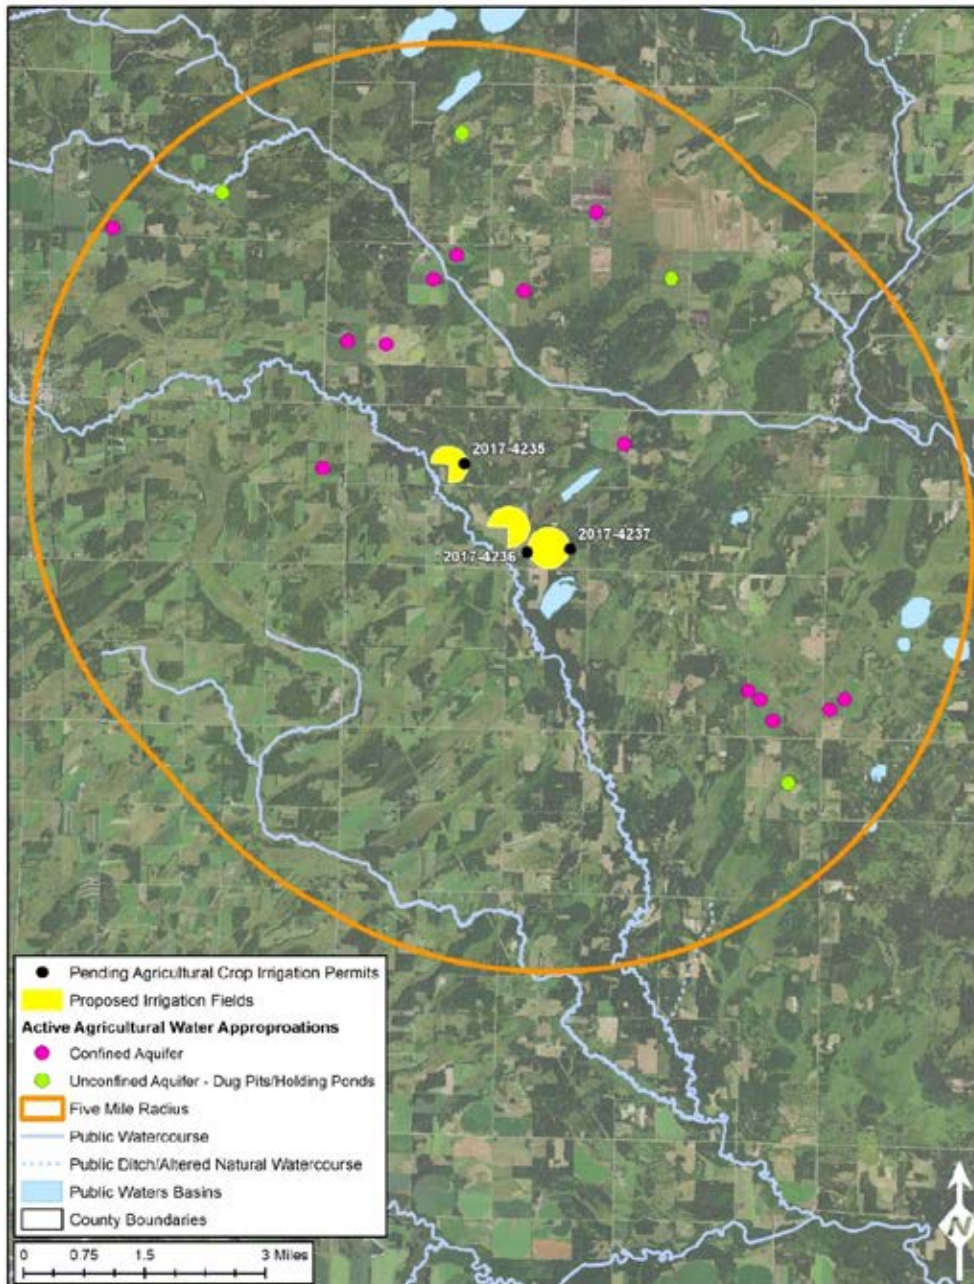 2017-4235
2017-4237
2017-4236
Pending Agricultural Crop Irrigation Permits
Proposed Irrigation Fields
Active Agricultural Water Approproations
Confined Aquifer
Unconfined Aquifer - Dug Pits/Holding Ponds
Five Mile Radius
Public Watercourse
Public Ditch/Altered Natural Watercourse
Public Waters Basins
County Boundaries
0 0.75 1.5 3 Miles
N